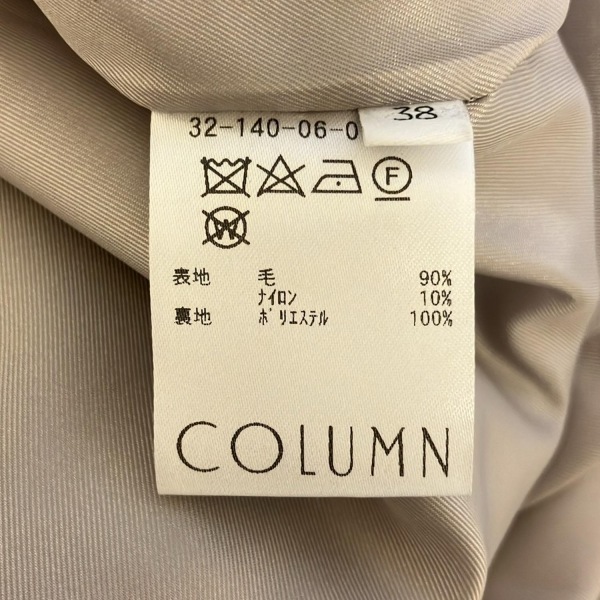 32-140-06-0
38
F
W
表地 毛 90%
ナイロン 10%
裏地 ポリエステル 100%
COLUMN